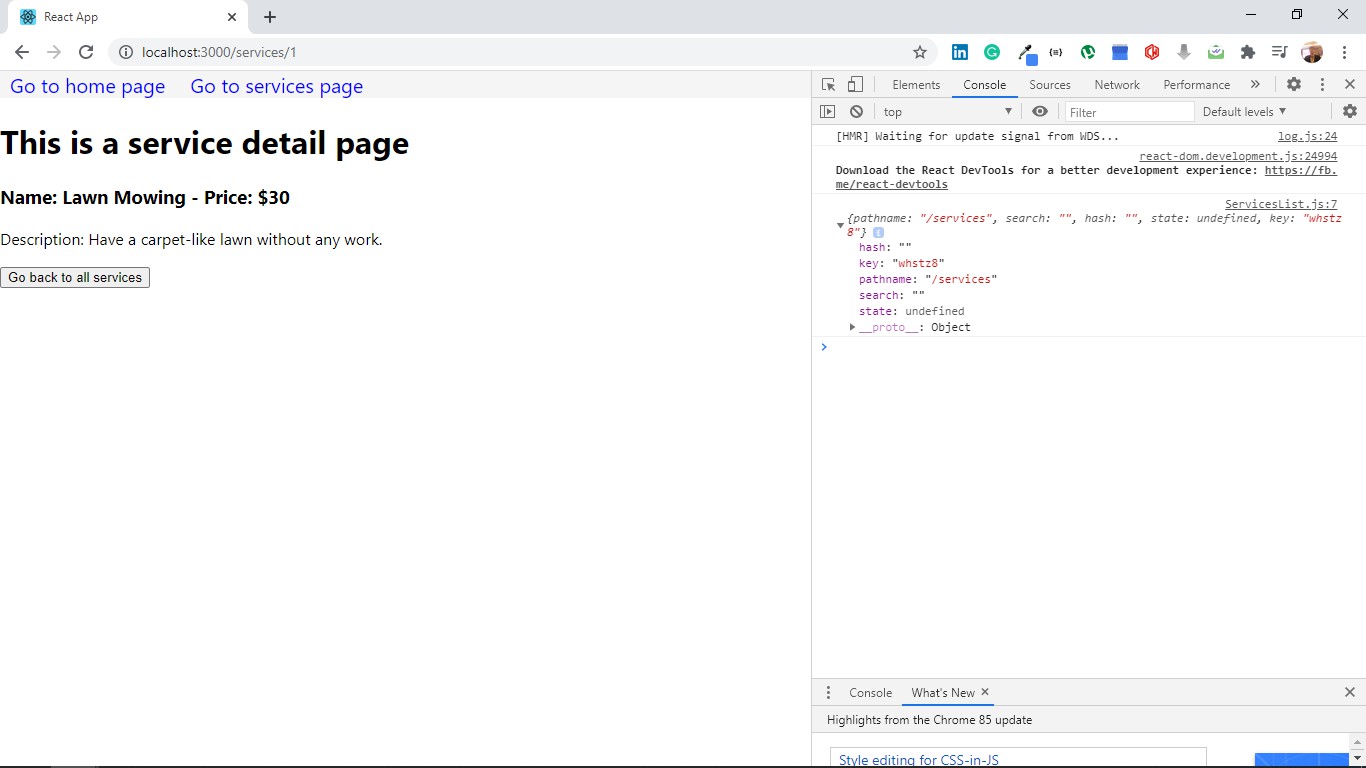 React App
localhost:3000/services/1
Go to home page Go to services page
This is a service detail page
Name: Lawn Mowing - Price: $30
Description: Have a carpet-like lawn without any work.
Go back to all services
Elements Console Sources Network Performance »
top Filter Default levels
[HMR] Waiting for update signal from WDS... log.js:24
react-dom.development.js:24994
Download the React DevTools for a better development experience: https://fb.
me/react-devtools
ServicesList.js:7
{pathname: "/services", search: "", hash: "", state: undefined, key: "whstz
8"} i
hash: ""
key: "whstz8"
pathname: "/services"
search: ""
state: undefined
__proto__: Object
Console What's New
Highlights from the Chrome 85 update
Style editing for CSS-in-JS